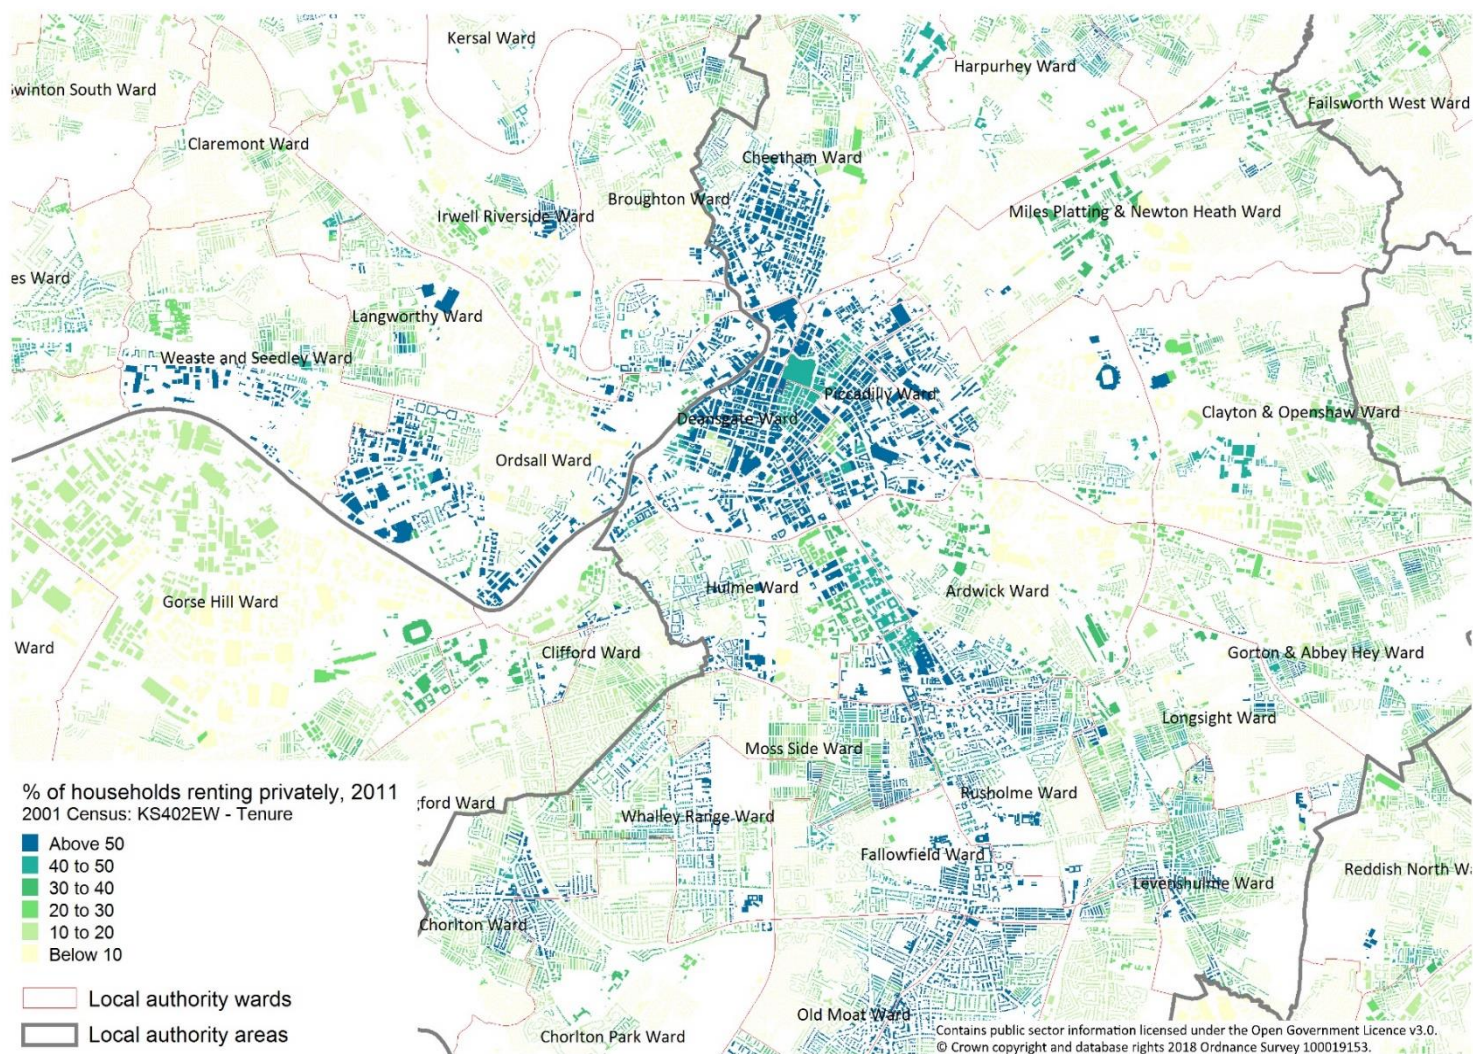 Kersal Ward
Harpurhey Ward
winton South Ward
Failsworth West Ward
Claremont Ward
Cheetham Ward
Broughton Ward
Irwell Riverside Ward
Miles Platting & Newton Heath Ward
es Ward
Langworthy Ward
Weaste and Seedley Ward
Piccadilly Ward
Deansgate Ward
Clayton & Openshaw Ward
Ordsall Ward
Hulme Ward
Ardwick Ward
Gorse Hill Ward
Ward
Clifford Ward
Gorton & Abbey Hey Ward
Longsight Ward
Moss Side Ward
Rusholme Ward
gford Ward
Whalley Range Ward
Fallowfield Ward
Reddish North Wa
Levenshulme Ward
Chorlton Ward
Old Moat Ward
Chorlton Park Ward
% of households renting privately, 2011
2001 Census: KS402EW - Tenure
Above 50
40 to 50
30 to 40
20 to 30
10 to 20
Below 10
Local authority wards
Local authority areas
Contains public sector information licensed under the Open Government Licence v3.0.
© Crown copyright and database rights 2018 Ordnance Survey 100019153.